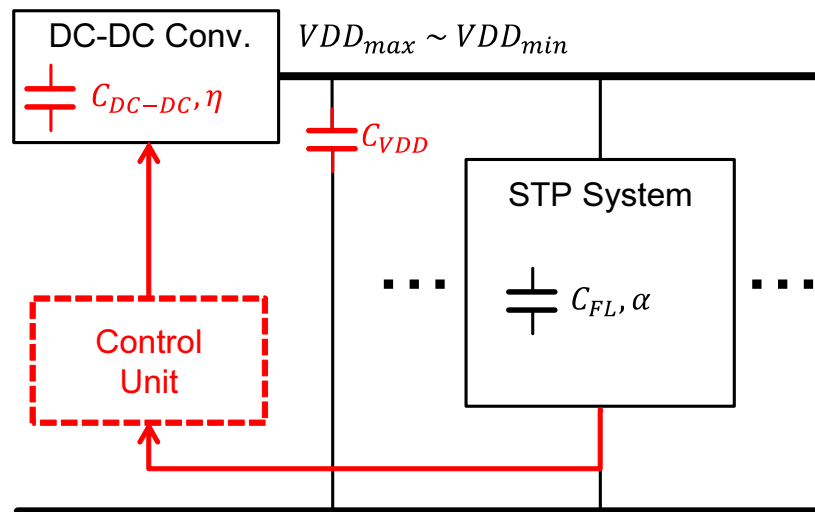 DC-DC Conv.
VDD_max ~ VDD_min
C_DC-DC, η
C_VDD
STP System
C_FL, α
Control
Unit